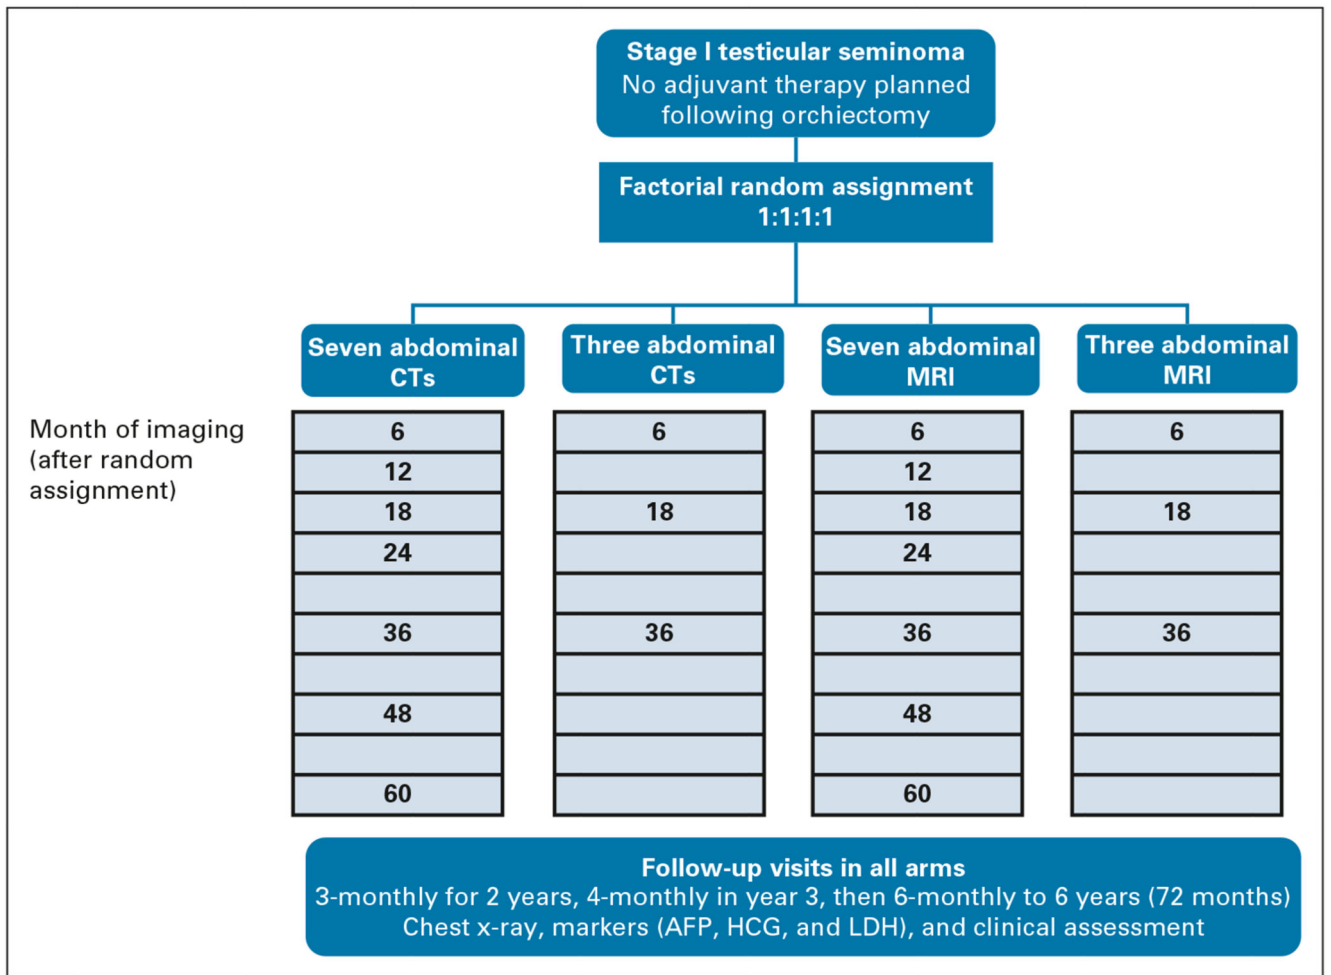 Stage I testicular seminoma
No adjuvant therapy planned
following orchiectomy
Factorial random assignment
1:1:1:1
Seven abdominal
CTs
Three abdominal
CTs
Seven abdominal
MRI
Three abdominal
MRI
Month of imaging
(after random
assignment)
6 6 6 6
12 12
18 18 18 18
24 24
36 36 36 36
48 48
60 60
Follow-up visits in all arms
3-monthly for 2 years, 4-monthly in year 3, then 6-monthly to 6 years (72 months)
Chest x-ray, markers (AFP, HCG, and LDH), and clinical assessment